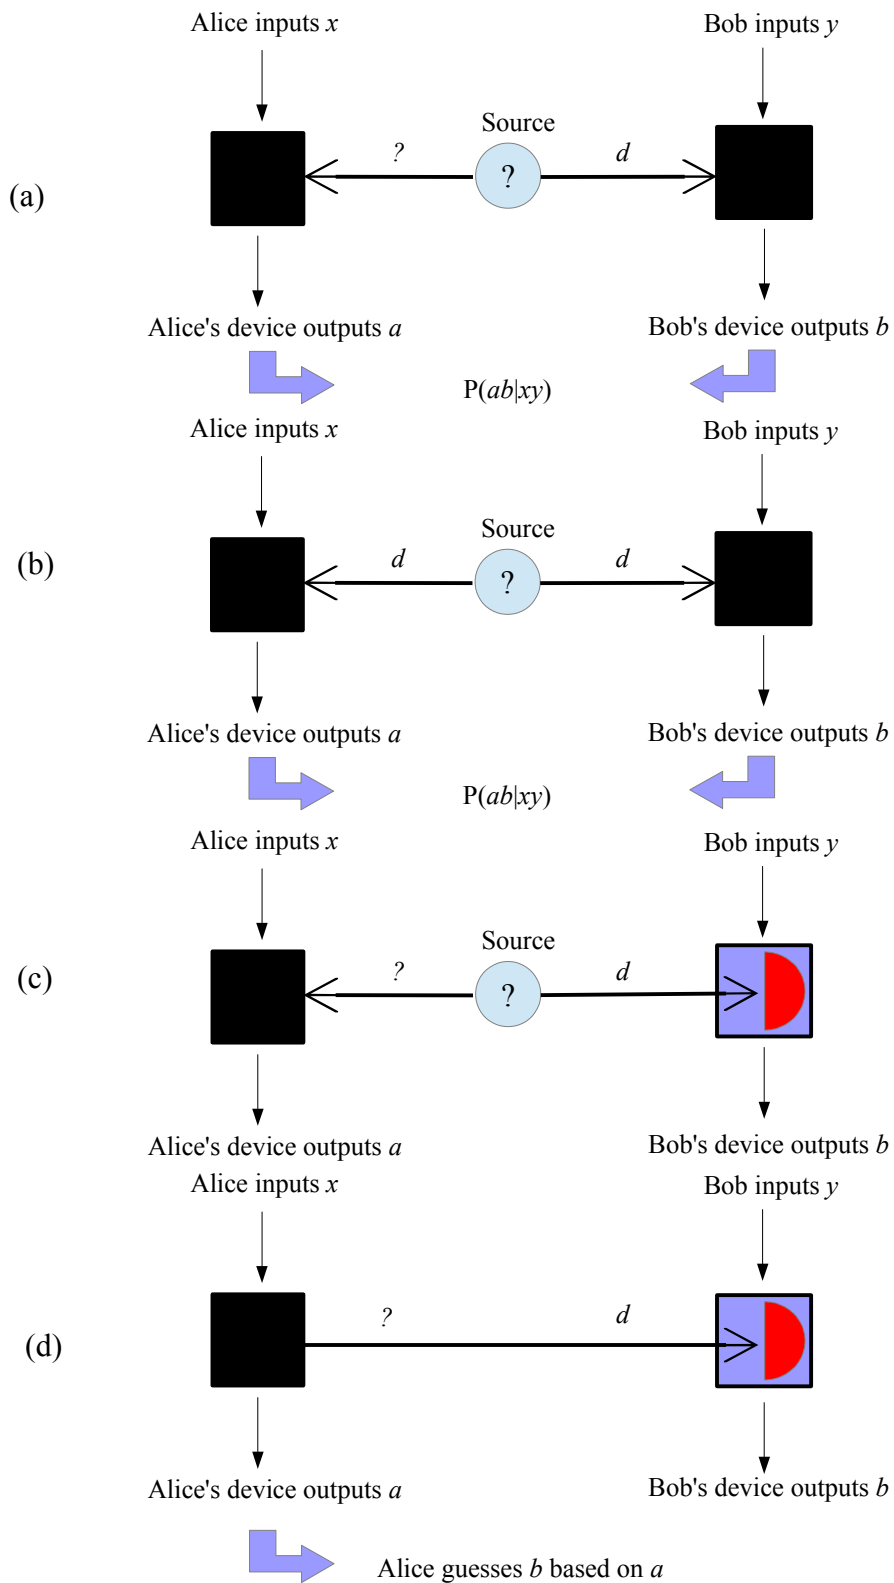 Alice inputs x Bob inputs y
Source
? d
?
(a)
Alice's device outputs a Bob's device outputs b
P(ab|xy)
Alice inputs x Bob inputs y
Source
(b) d d
?
Alice's device outputs a Bob's device outputs b
P(ab|xy)
Alice inputs x Bob inputs y
Source
(c) ? d
?
Alice's device outputs a Bob's device outputs b
Alice inputs x Bob inputs y
? d
(d)
Alice's device outputs a Bob's device outputs b
Alice guesses b based on a